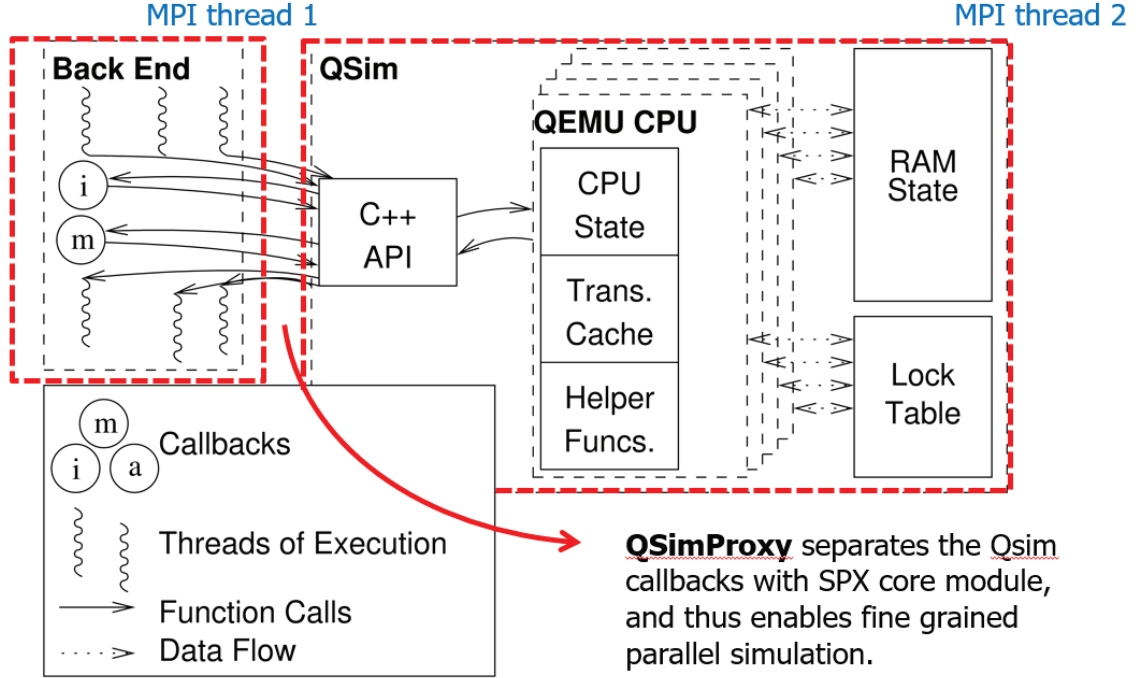 MPI thread 1
MPI thread 2
Back End
QSim
QEMU CPU
i
m
C++
API
CPU
State
Trans.
Cache
Helper
Funcs.
RAM
State
Lock
Table
m
i
a
Callbacks
Threads of Execution
Function Calls
Data Flow
QSimProxy separates the Qsim
callbacks with SPX core module,
and thus enables fine grained
parallel simulation.